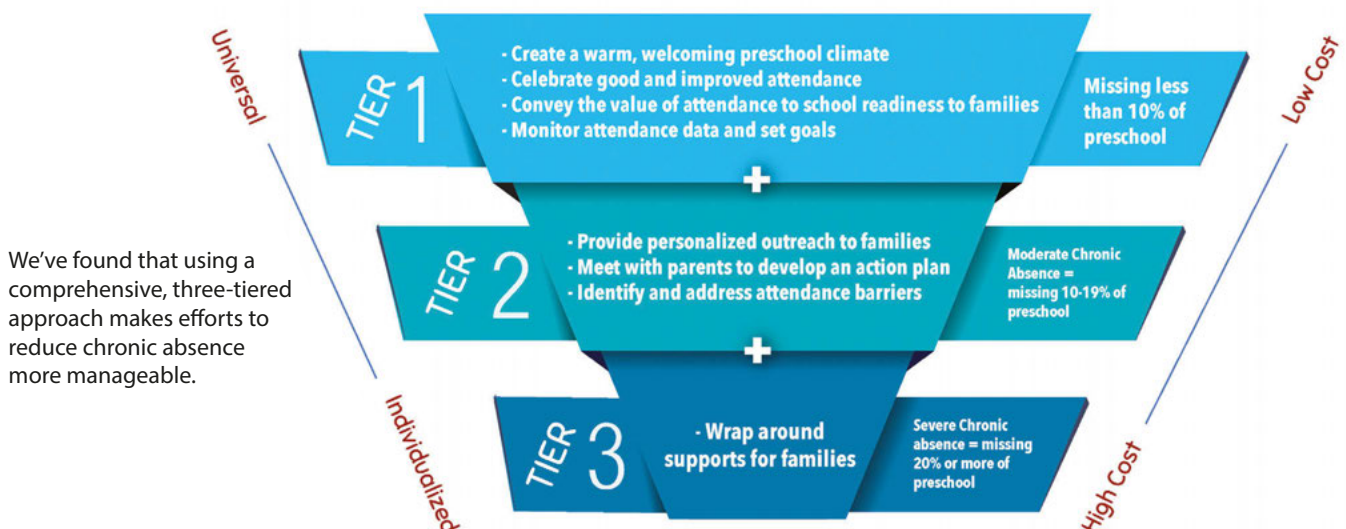 Universal
TIER 1
- Create a warm, welcoming preschool climate
- Celebrate good and improved attendance
- Convey the value of attendance to school readiness to families
- Monitor attendance data and set goals
Missing less
than 10% of
preschool
Low Cost
+
We've found that using a
comprehensive, three-tiered
approach makes efforts to
reduce chronic absence
more manageable.
TIER 2
- Provide personalized outreach to families
- Meet with parents to develop an action plan
- Identify and address attendance barriers
Moderate Chronic
Absence =
missing 10-19% of
preschool
+
Individualized
TIER 3
- Wrap around
supports for families
Severe Chronic
absence = missing
20% or more of
preschool
High Cost